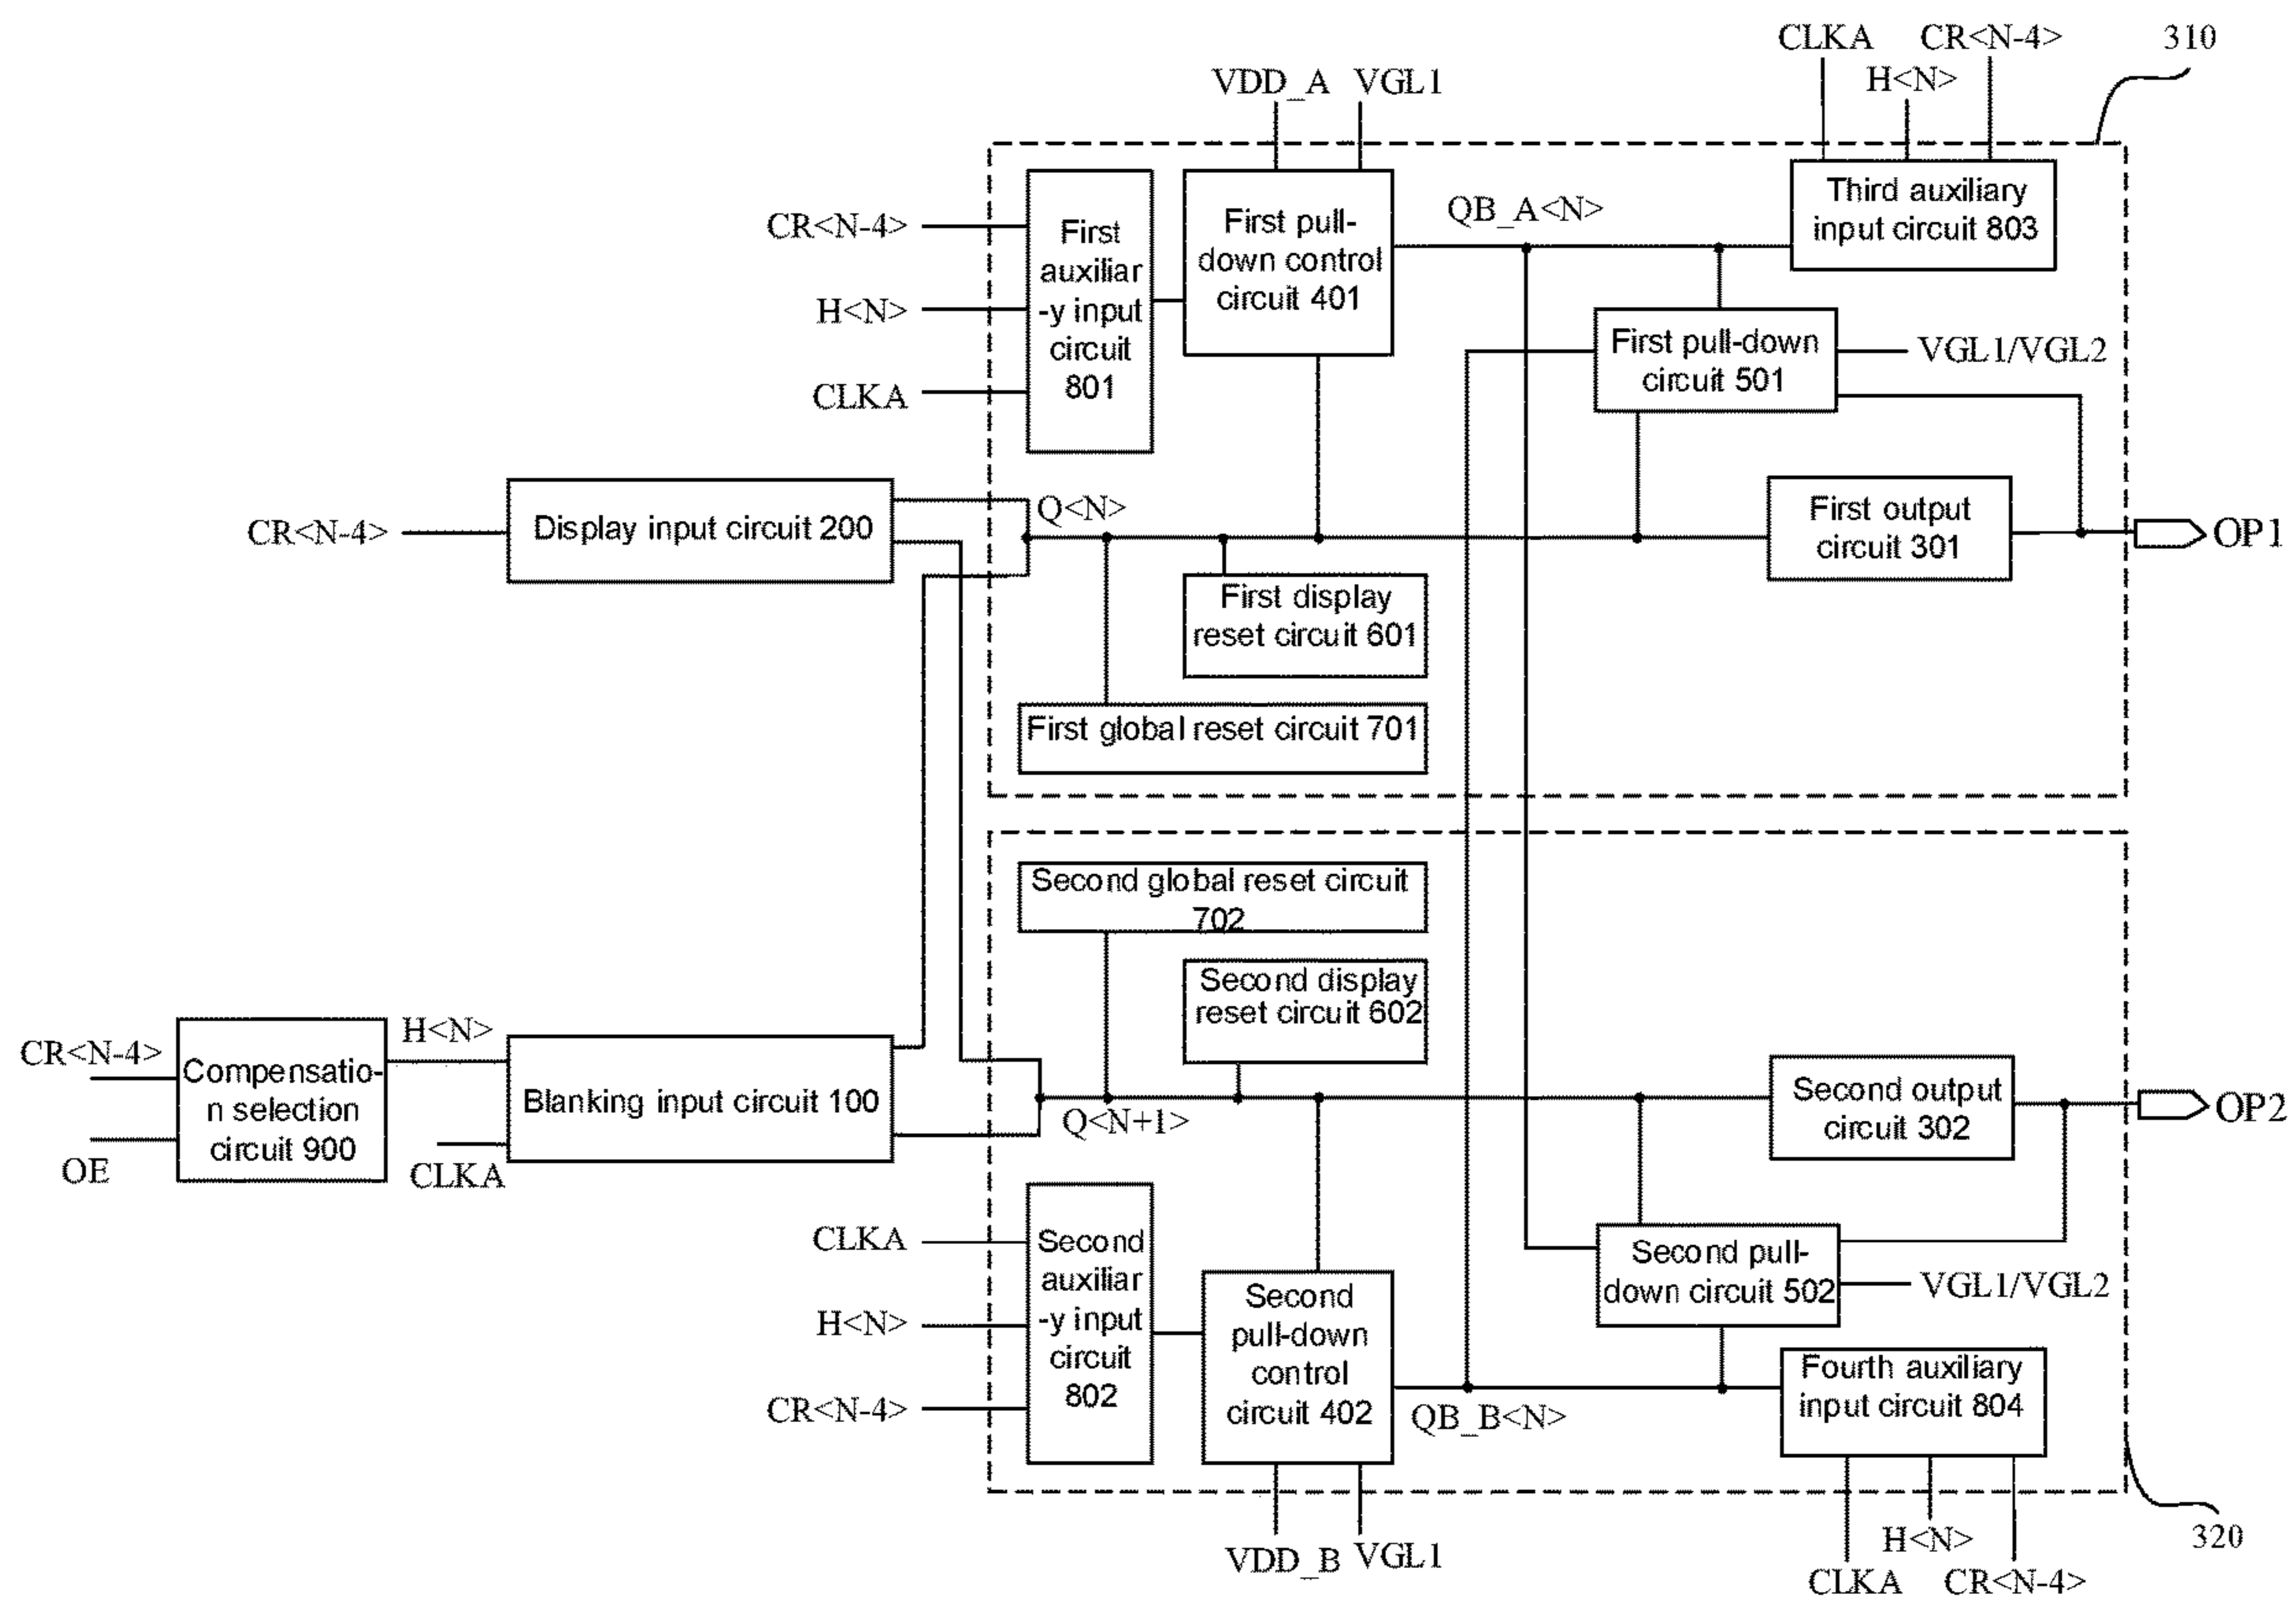 CLKA
CR<N-4>
310
H<N>
VDD_A
VGL1
CR<N-4>
H<N>
CLKA
First
auxiliar
-y input
circuit
801
First pull-
down control
circuit 401
QB_A<N>
Third auxiliary
input circuit 803
First pull-down
circuit 501
VGL1/VGL2
CR<N-4>
Display input circuit 200
Q<N>
First output
circuit 301
OP1
First display
reset circuit 601
First global reset circuit 701
Second global reset circuit
702
Second display
reset circuit 602
CR<N-4>
OE
Compensatio-
n selection
circuit 900
H<N>
CLKA
Blanking input circuit 100
Q<N+1>
Second output
circuit 302
OP2
CLKA
H<N>
CR<N-4>
Second
auxiliar
-y input
circuit
802
Second
pull-down
control
circuit 402
Second pull-
down circuit 502
VGL1/VGL2
QB_B<N>
Fourth auxiliary
input circuit 804
VDD_B
VGL1
H<N>
CLKA
CR<N-4>
320